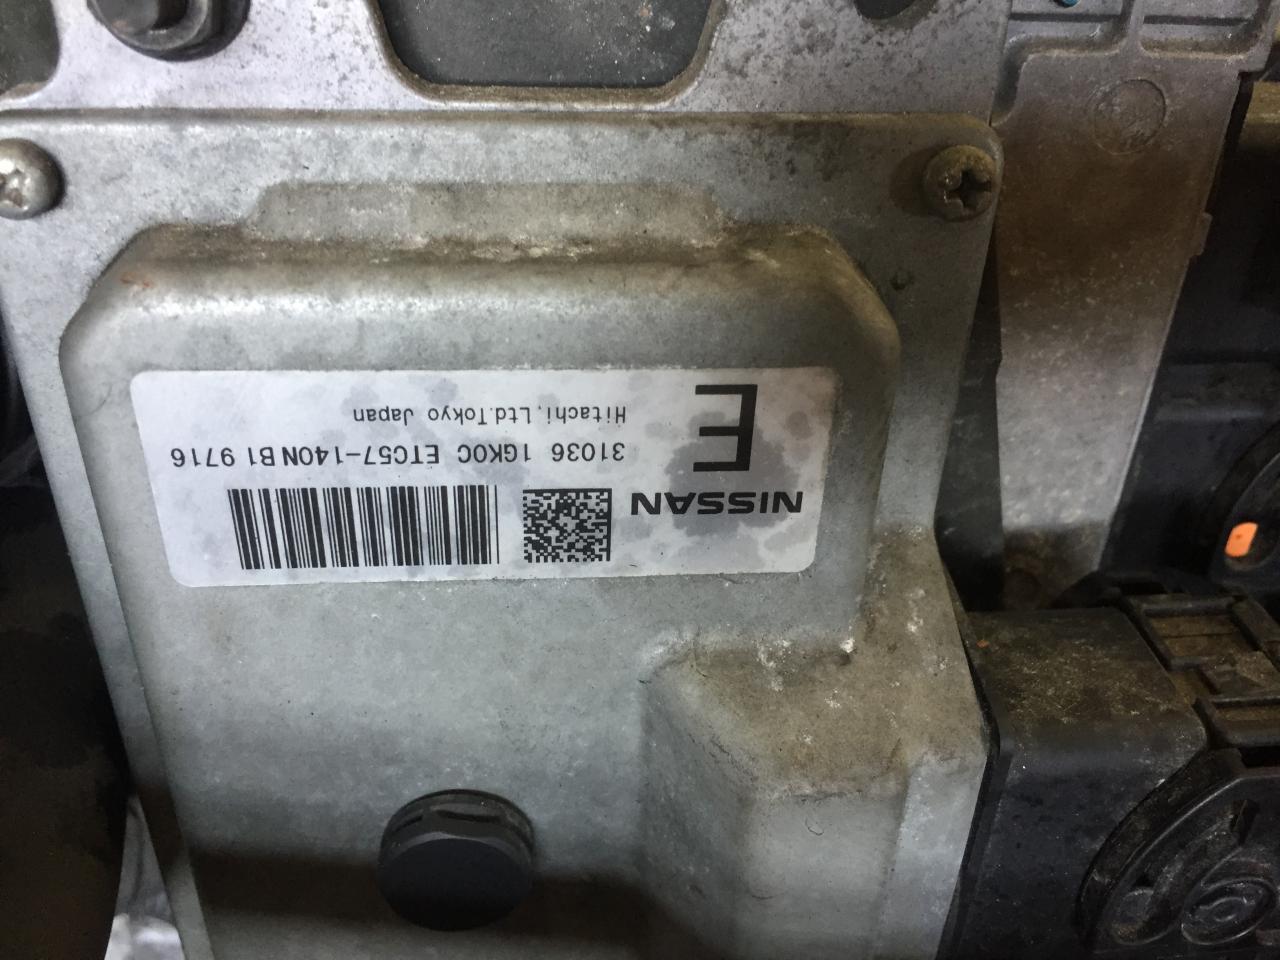 NISSAN
E
31036 1GK0C ETC57-140N B1 9716
Hitachi, Ltd.Tokyo Japan